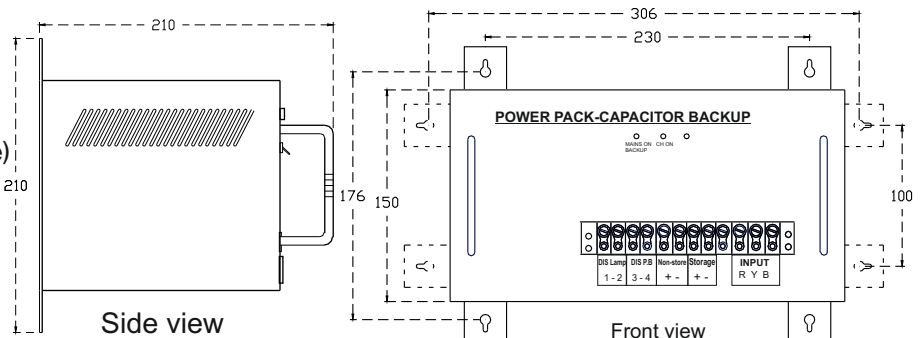 210
306
230
POWER PACK-CAPACITOR BACKUP
MAINS ON CH ON
BACKUP
e)
210
176
150
100
DIS Lamp DIS P.B Non-store Storage INPUT
1 - 2 3 - 4 + - + - R Y B
Side view
Front view